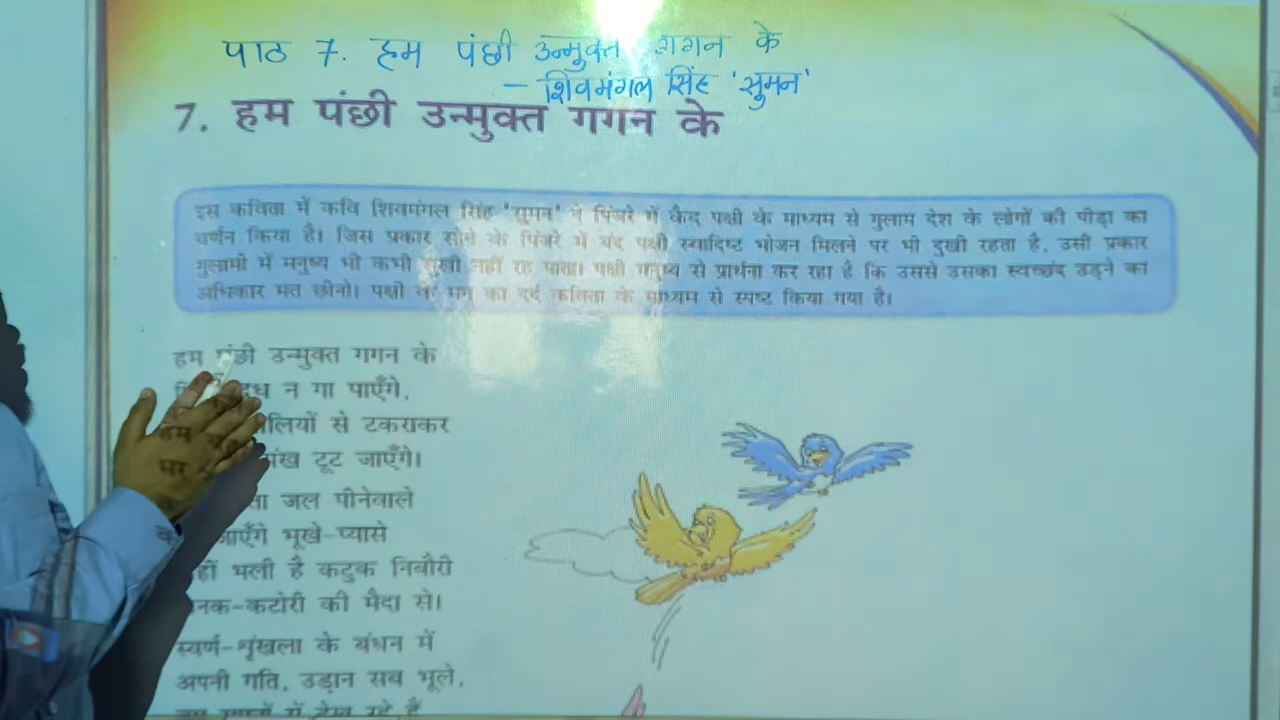 पाठ 7. हम पंछी उन्मुक्त गगन के
- शिवमंगल सिंह 'सुमन'
7. हम पंछी उन्मुक्त गगन के
इस कविता में कवि शिवमंगल सिंह 'सुमन' ने पिंजरे में कैद पक्षी के माध्यम से गुलाम देश के लोगों की पीड़ा का
वर्णन किया है। जिस प्रकार सोने के पिंजरे में बंद पक्षी स्वादिष्ट भोजन मिलने पर भी दुखी रहता है, उसी प्रकार
गुलामी में मनुष्य भी कभी सुखी नहीं रह पाता। पक्षी मनुष्य से प्रार्थना कर रहा है कि उससे उसका स्वच्छंद उड़ने का
अधिकार मत छीनो। पक्षी के मन का दर्द कविता के माध्यम से स्पष्ट किया गया है।
हम पंछी उन्मुक्त गगन के
न गा पाएँगे,
से टकराकर
टूट जाएँगे।
जल पीनेवाले
भूखे-प्यासे
भली है कटुक निबौरी
कटोरी की मैदा से।
स्वर्ण-शृंखला के बंधन में
अपनी गति, उड़ान सब भूले,